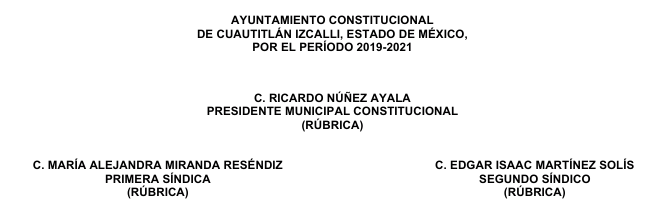 AYUNTAMIENTO CONSTITUCIONAL
DE CUAUTITLÁN IZCALLI, ESTADO DE MÉXICO,
POR EL PERÍODO 2019-2021
C. RICARDO NÚÑEZ AYALA
PRESIDENTE MUNICIPAL CONSTITUCIONAL
(RÚBRICA)
C. MARÍA ALEJANDRA MIRANDA RESÉNDIZ
PRIMERA SÍNDICA
(RÚBRICA)
C. EDGAR ISAAC MARTÍNEZ SOLÍS
SEGUNDO SÍNDICO
(RÚBRICA)